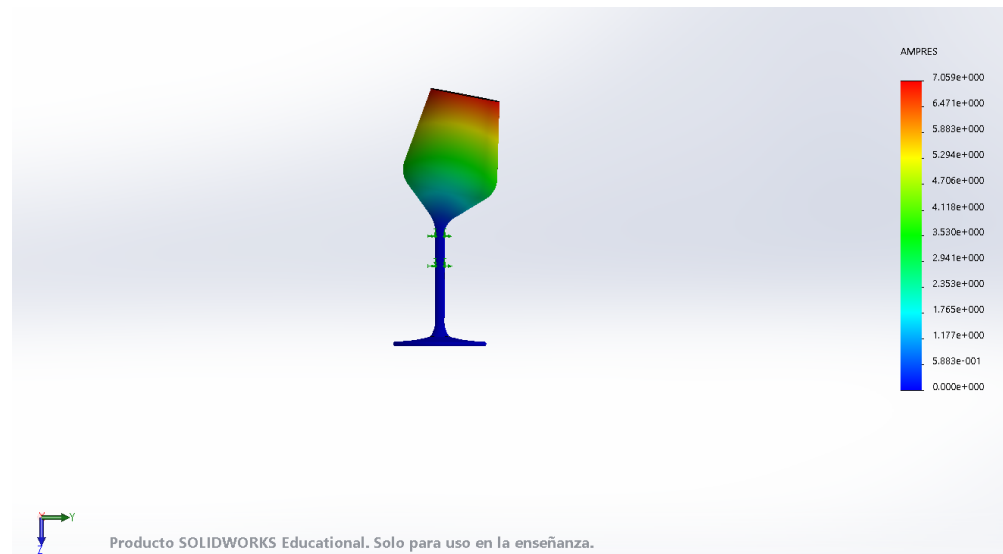 AMPRES
7.059e+000
6.471e+000
5.883e+000
5.294e+000
4.706e+000
4.118e+000
3.530e+000
2.941e+000
2.353e+000
1.765e+000
1.177e+000
5.883e-001
0.000e+000
Y
Z
Producto SOLIDWORKS Educational. Solo para uso en la enseñanza.